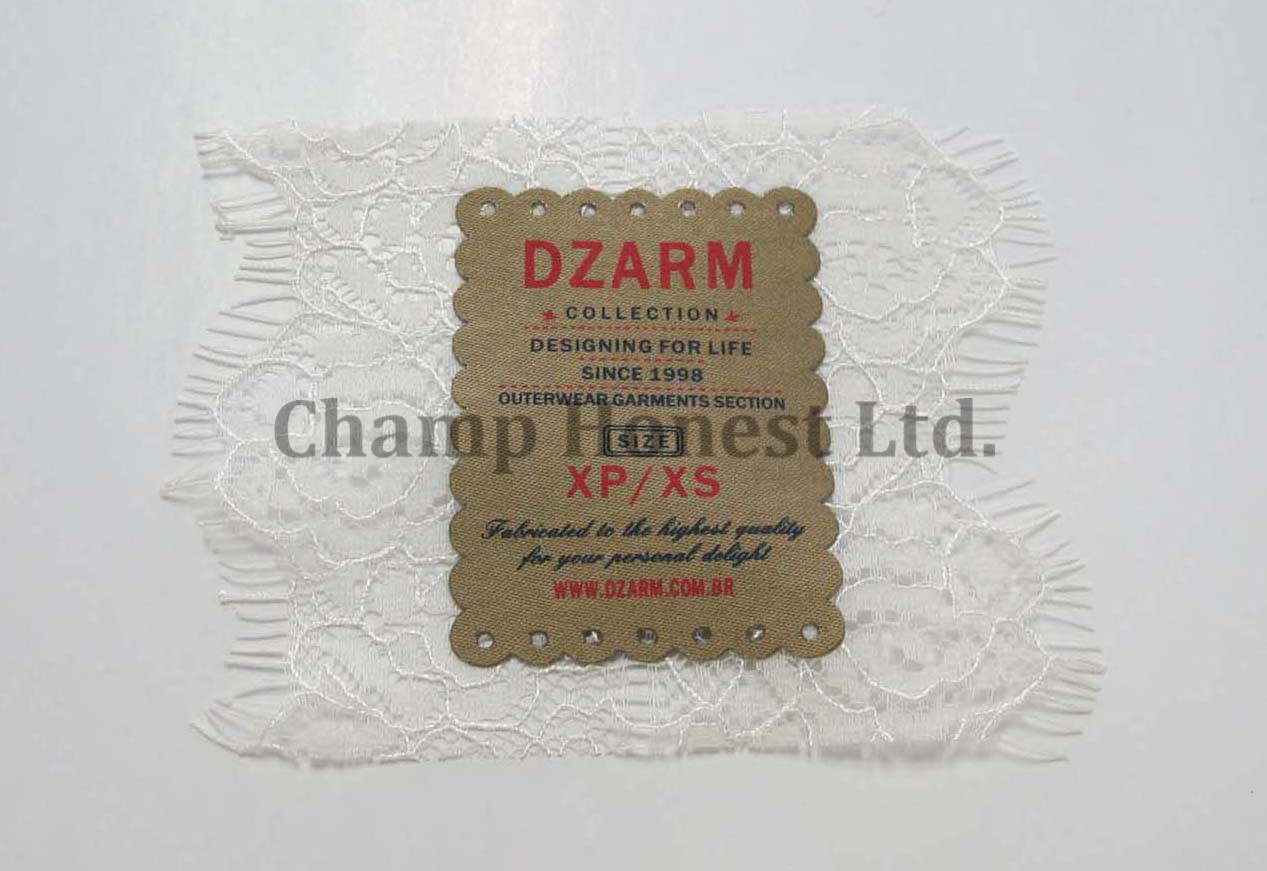 DZARM
COLLECTION
DESIGNING FOR LIFE
SINCE 1998
OUTERWEAR GARMENTS SECTION
Champ Honest Ltd.
SIZE
XP/XS
Fabricated to the highest quality
for your personal delight
WWW.DZARM.COM.BR